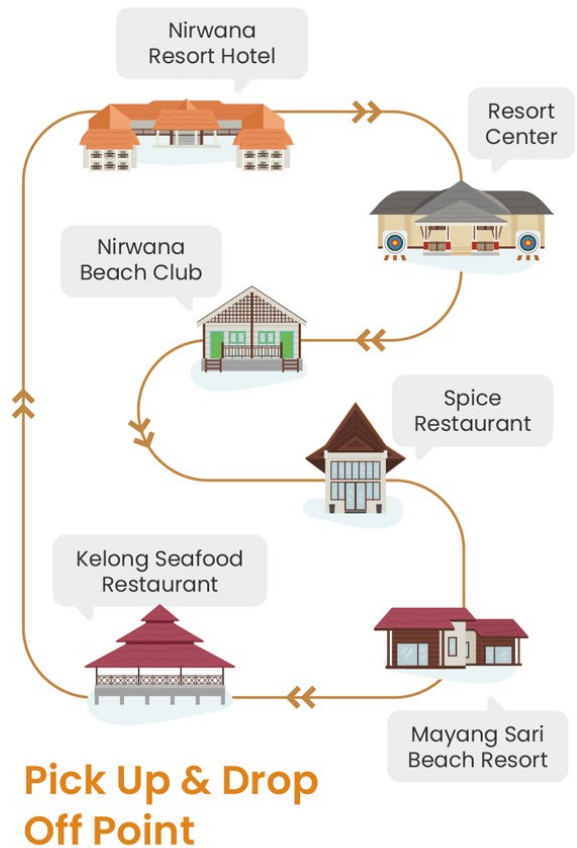 Nirwana
Resort Hotel
Resort
Center
Nirwana
Beach Club
Spice
Restaurant
Kelong Seafood
Restaurant
Mayang Sari
Beach Resort
Pick Up & Drop
Off Point